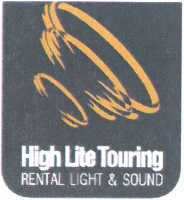 High Lite Touring
RENTAL LIGHT & SOUND